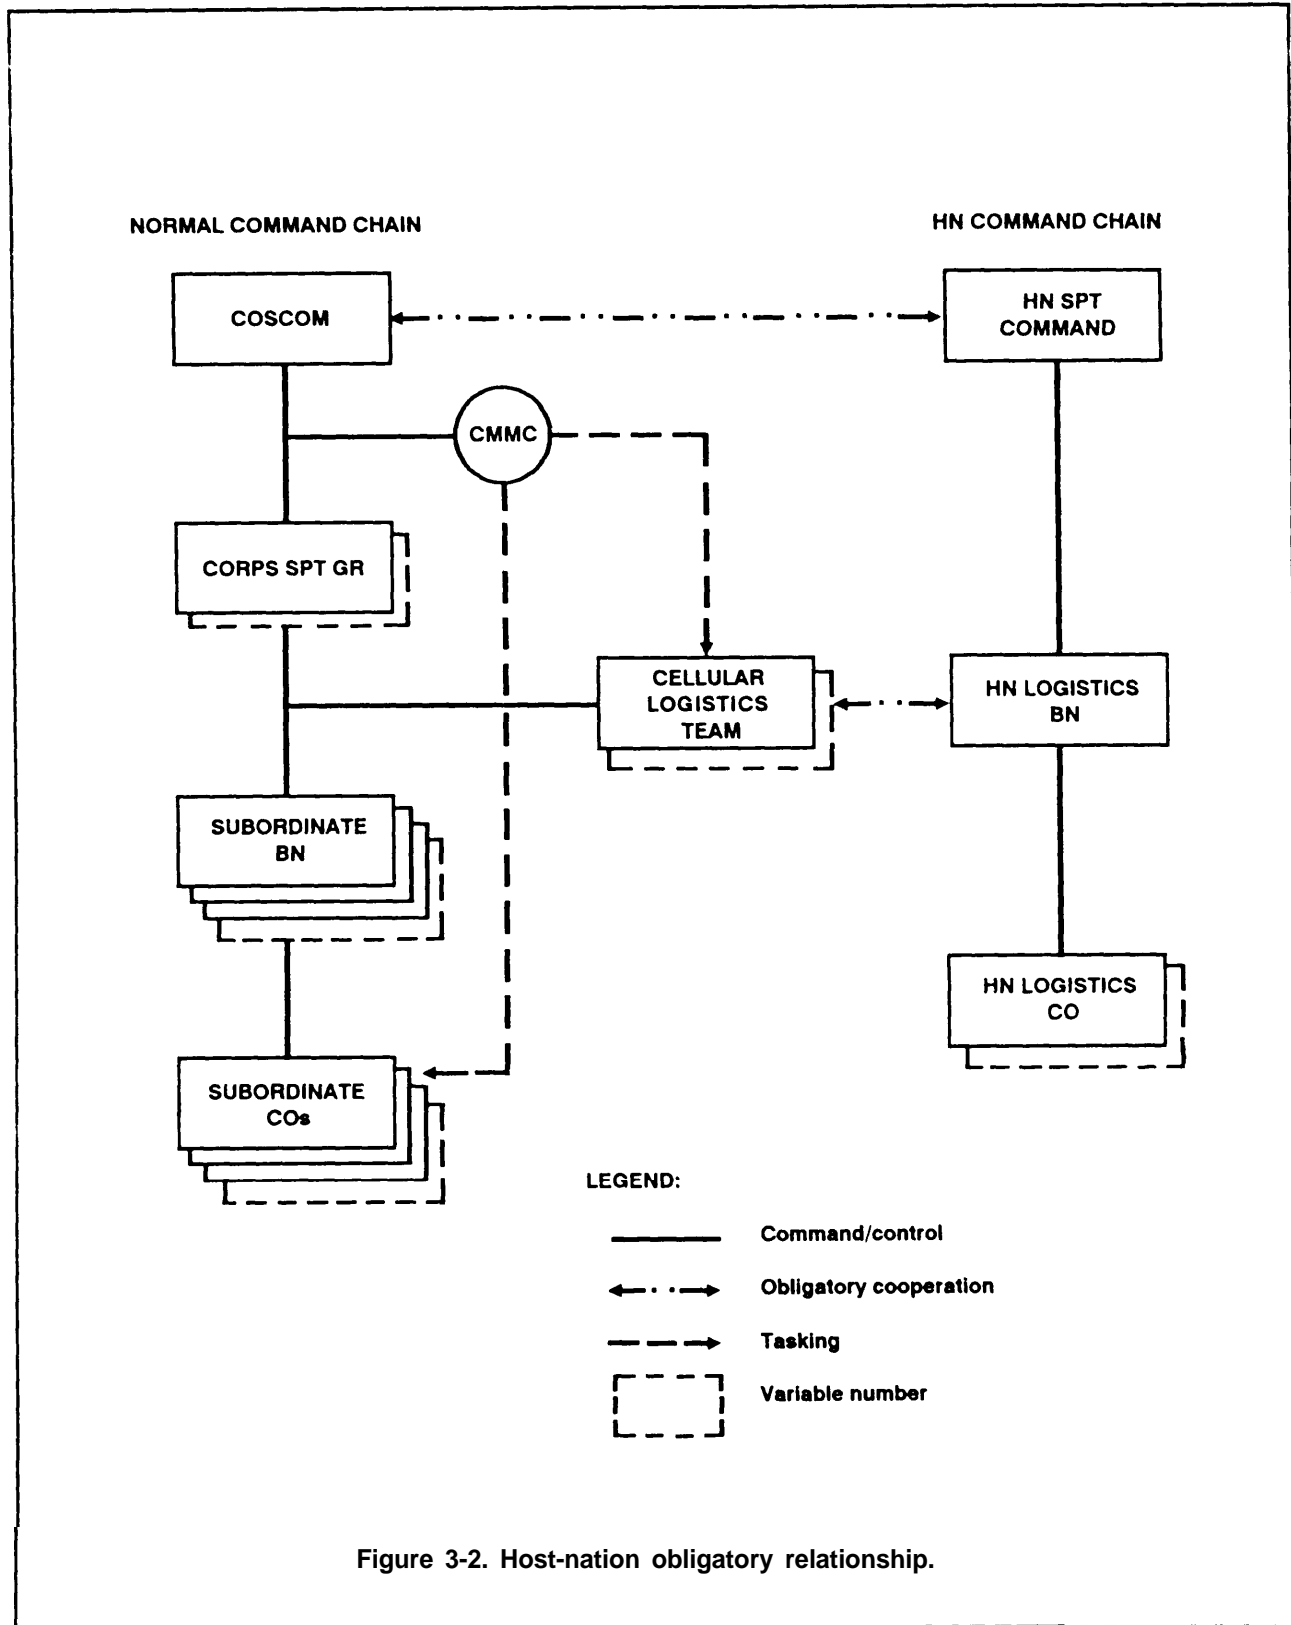 NORMAL COMMAND CHAIN
HN COMMAND CHAIN
COSCOM
HN SPT
COMMAND
CMMC
CORPS SPT GR
CELLULAR
LOGISTICS
TEAM
HN LOGISTICS
BN
SUBORDINATE
BN
HN LOGISTICS
CO
SUBORDINATE
COs
LEGEND:
Command/control
Obligatory cooperation
Tasking
Variable number
Figure 3-2. Host-nation obligatory relationship.